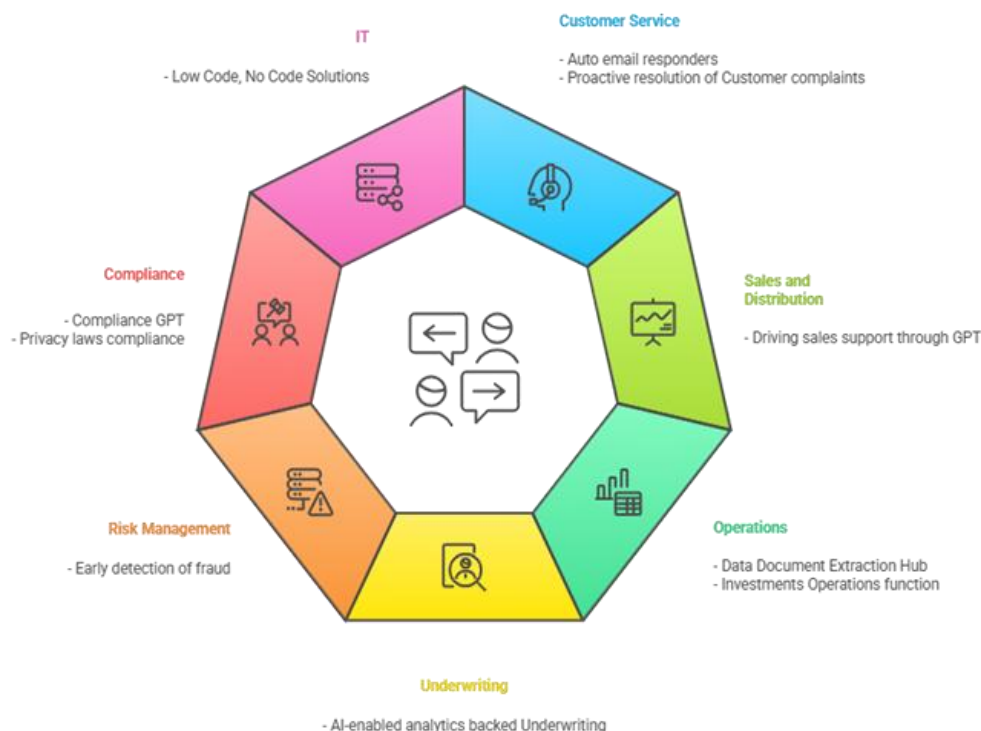 IT
- Low Code, No Code Solutions
Customer Service
- Auto email responders
- Proactive resolution of Customer complaints
Compliance
- Compliance GPT
- Privacy laws compliance
Sales and
Distribution
- Driving sales support through GPT
Risk Management
- Early detection of fraud
Operations
- Data Document Extraction Hub
- Investments Operations function
Underwriting
- AI-enabled analytics backed Underwriting